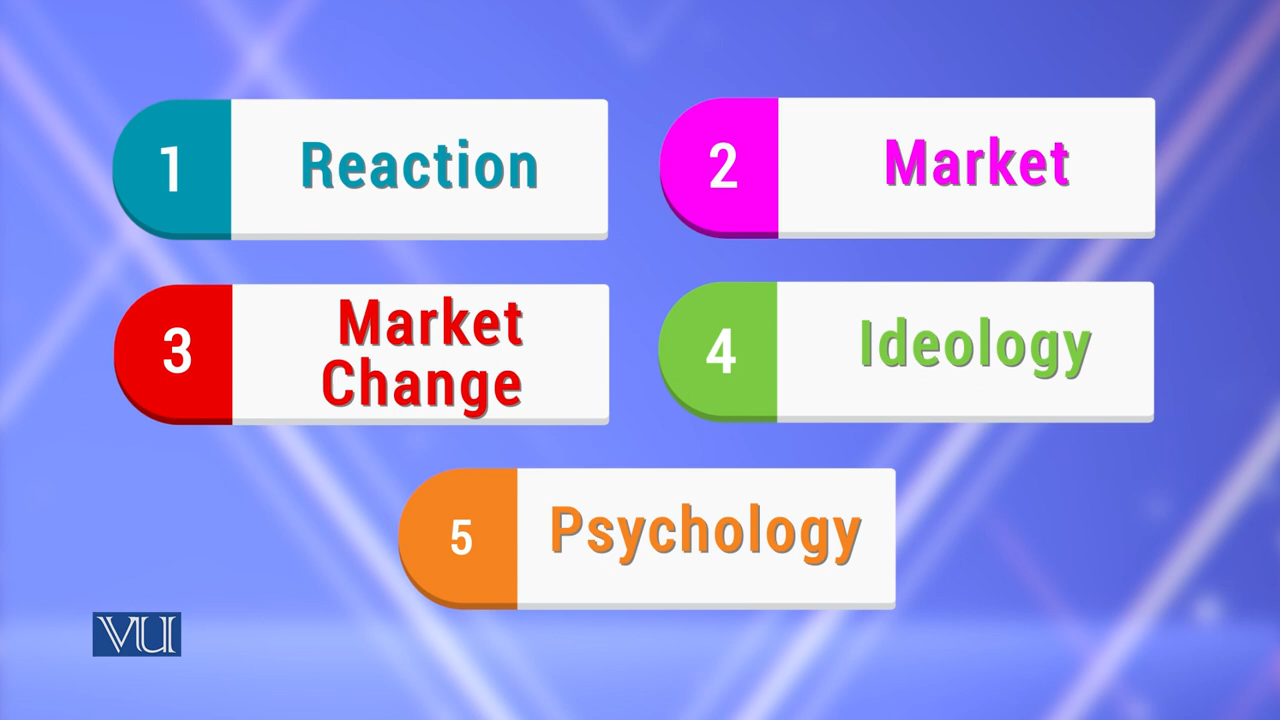 1 Reaction
2 Market
3 Market
Change
4 Ideology
5 Psychology
VU